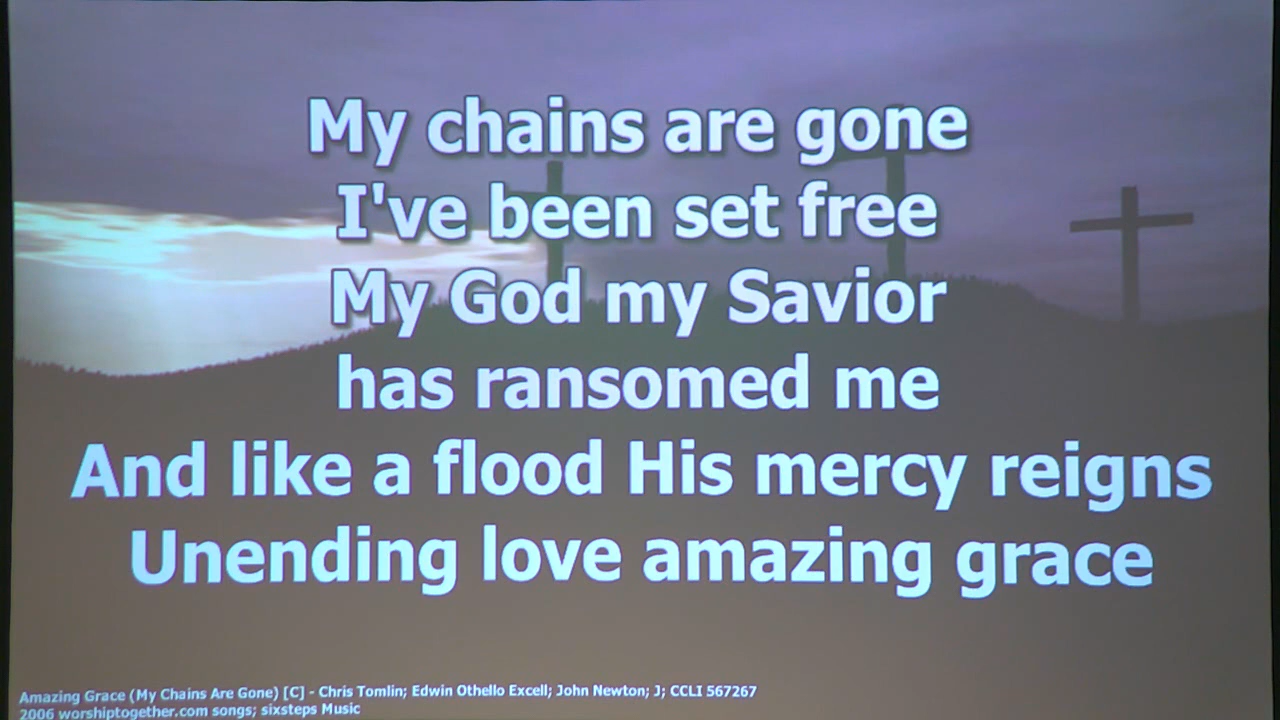 My chains are gone
I've been set free
My God my Savior
has ransomed me
And like a flood His mercy reigns
Unending love amazing grace
Amazing Grace (My Chains Are Gone) [C] - Chris Tomlin; Edwin Othello Excell; John Newton; J; CCLI 567267
2006 worshiptogether.com songs; sixsteps Music